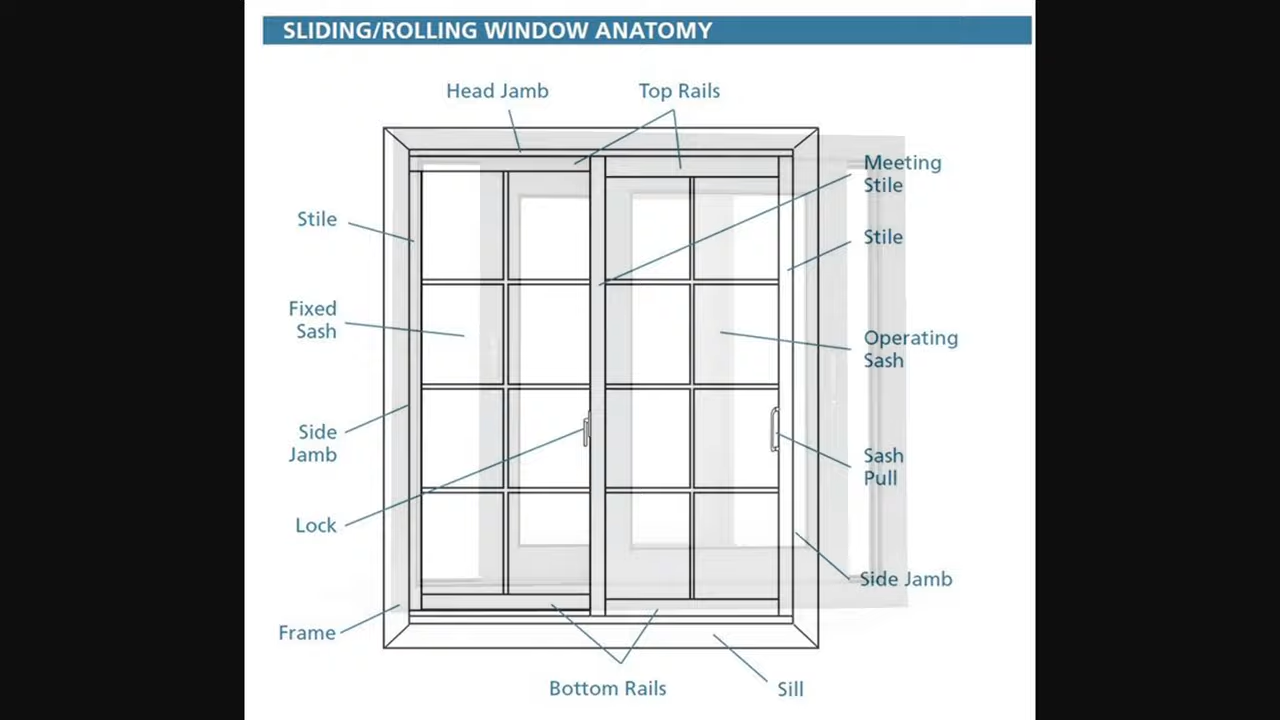 SLIDING/ROLLING WINDOW ANATOMY
Head Jamb
Top Rails
Meeting
Stile
Stile
Stile
Fixed
Sash
Operating
Sash
Side
Jamb
Sash
Pull
Lock
Side Jamb
Frame
Bottom Rails
Sill